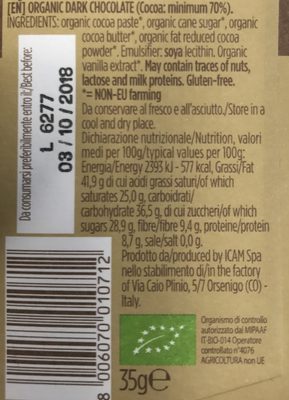 [EN] ORGANIC DARK CHOCOLATE (Cocoa: minimum 70%).
INGREDIENTS: organic cocoa paste*, organic cane sugar*, organic
cocoa butter*, organic fat reduced cocoa
powder*. Emulsifier: soya lecithin. Organic
vanilla extract*. May contain traces of nuts,
lactose and milk proteins. Gluten-free.
*= NON-EU farming
Da conservare al fresco e all'asciutto./Store in a
cool and dry place.
Dichiarazione nutrizionale/Nutrition, valori
medi per 100g/typical values per 100g:
Energia/Energy 2393 kJ - 577 kcal, Grassi/Fat
41,9 g di cui acidi grassi saturi/of which
saturates 25,0 g, carboidrati/
carbohydrate 36,5 g, di cui zuccheri/of which
sugars 28,9 g, fibre/fibre 9,4 g, proteine/protein
8,7 g, sale/salt 0,0 g.
Prodotto da/produced by ICAM Spa
nello stabilimento di/in the factory
of Via Caio Plinio, 5/7 Orsenigo (CO) -
Italy.
Da consumarsi preferibilmente entro il/Best before:
L 6277
03/10/2018
8 006070 010712
Organismo di controllo
autorizzato dal MIPAAF
IT-BIO-014 Operatore
controllato n°4076
AGRICOLTURA non UE
35g e